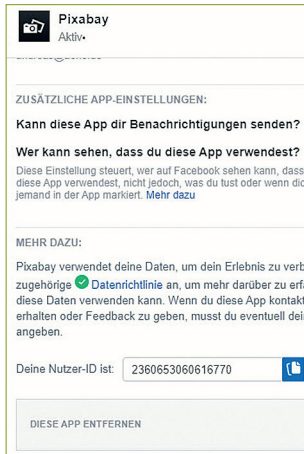 Pixabay
Aktiv•
ZUSÄTZLICHE APP-EINSTELLUNGEN:
Kann diese App dir Benachrichtigungen senden?
Wer kann sehen, dass du diese App verwendest?
Diese Einstellung steuert, wer auf Facebook sehen kann, dass
diese App verwendest, nicht jedoch, was du tust oder wenn dic
jemand in der App markiert. Mehr dazu
MEHR DAZU:
Pixabay verwendet deine Daten, um dein Erlebnis zu verb
zugehörige Datenrichtlinie an, um mehr darüber zu erfa
diese Daten verwenden kann. Wenn du diese App kontakt
erhalten oder Feedback zu geben, musst du eventuell dei
angeben.
Deine Nutzer-ID ist: 2360653060616770
DIESE APP ENTFERNEN